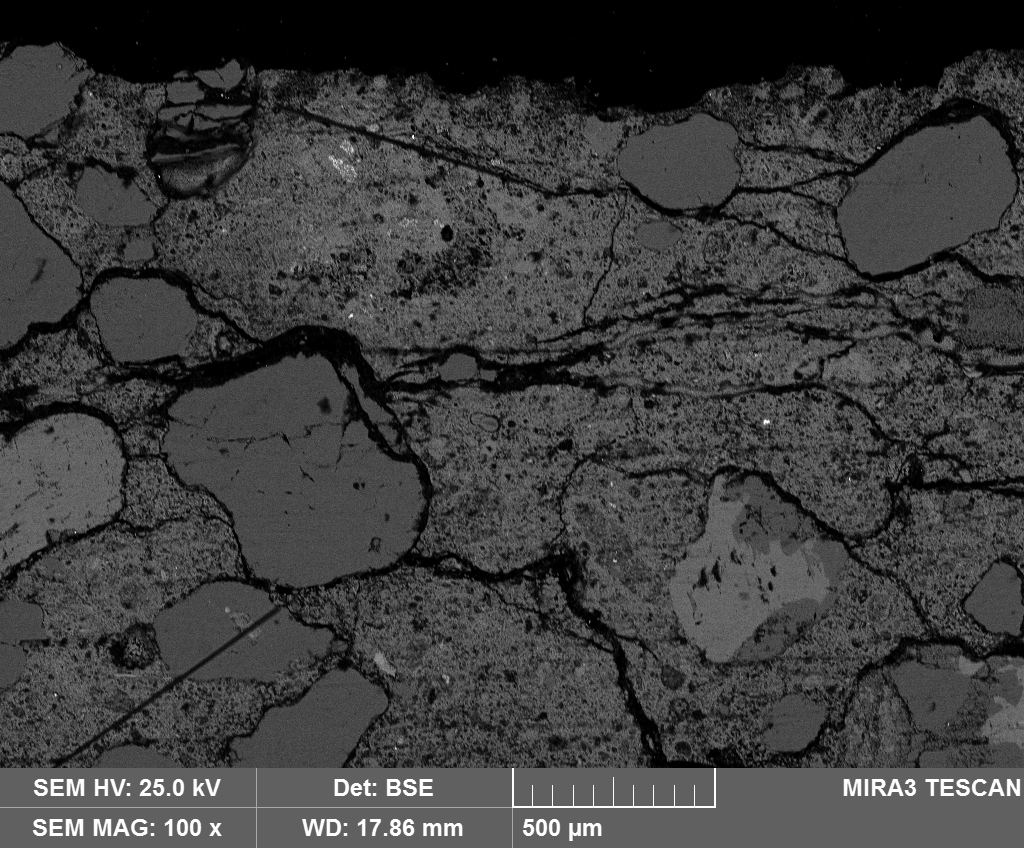 SEM HV: 25.0 kV Det: BSE MIRA3 TESCAN
SEM MAG: 100 x WD: 17.86 mm 500 µm